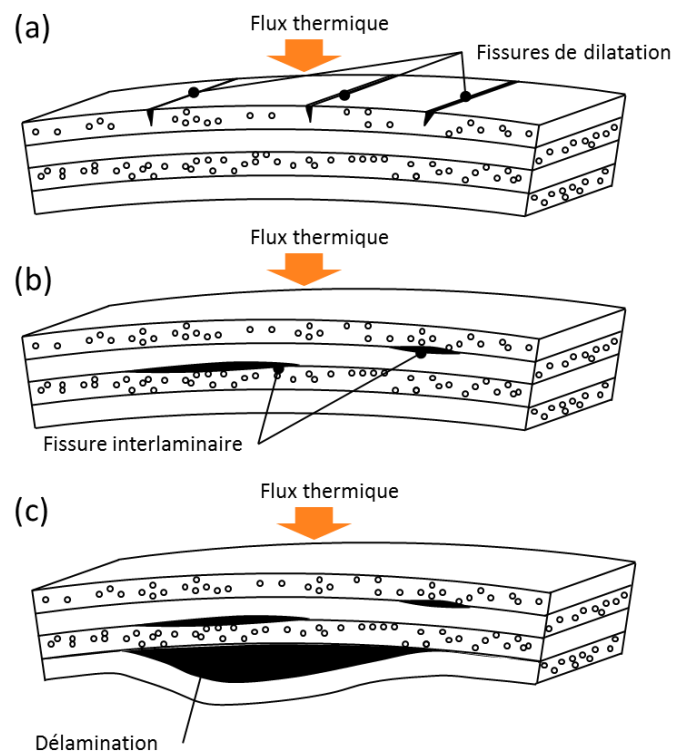 (a)
Flux thermique
Fissures de dilatation
(b)
Flux thermique
Fissure interlaminaire
(c)
Flux thermique
Délamination